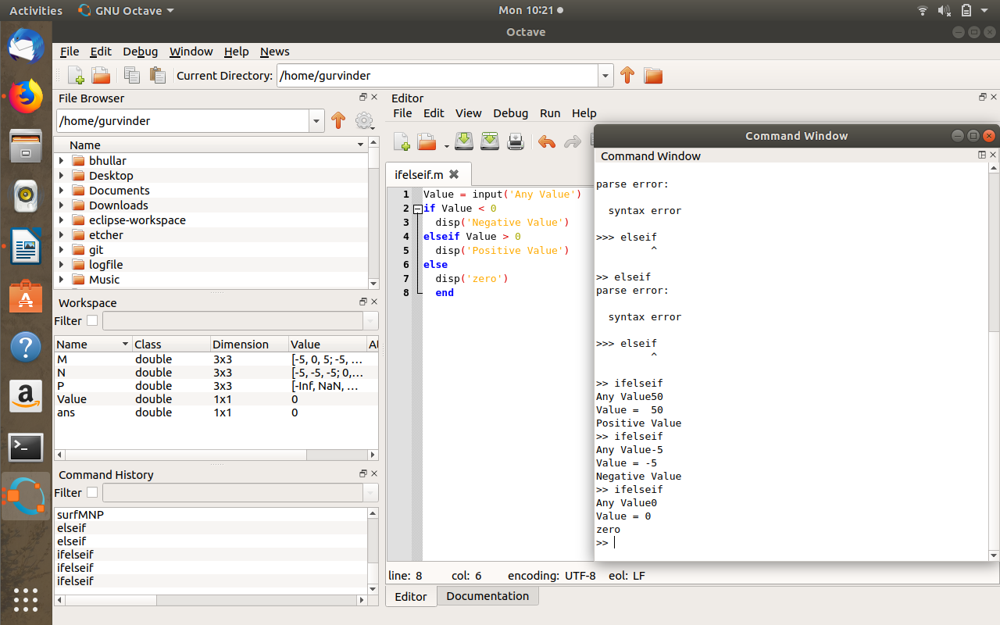 Activities GNU Octave Mon 10:21
Octave
File Edit Debug Window Help News
Current Directory: /home/gurvinder
File Browser
/home/gurvinder
Name
bhullar
Desktop
Documents
Downloads
eclipse-workspace
etcher
git
logfile
Music
Workspace
Filter
Name Class Dimension Value
M double 3x3 [-5, 0, 5; -5, ...
N double 3x3 [-5, -5, -5; 0,...
P double 3x3 [-Inf, NaN, ...
Value double 1x1 0
ans double 1x1 0
Command History
Filter
surfMNP
elseif
elseif
ifelseif
ifelseif
ifelseif
Editor
File Edit View Debug Run Help
ifelseif.m
1 Value = input('Any Value')
2 if Value < 0
3 disp('Negative Value')
4 elseif Value > 0
5 disp('Positive Value')
6 else
7 disp('zero')
8 end
line: 8 col: 6 encoding: UTF-8 eol: LF
Editor Documentation
Command Window
Command Window
parse error:
syntax error
>>> elseif
^
>> elseif
parse error:
syntax error
>>> elseif
^
>> ifelseif
Any Value50
Value = 50
Positive Value
>> ifelseif
Any Value-5
Value = -5
Negative Value
>> ifelseif
Any Value0
Value = 0
zero
>>